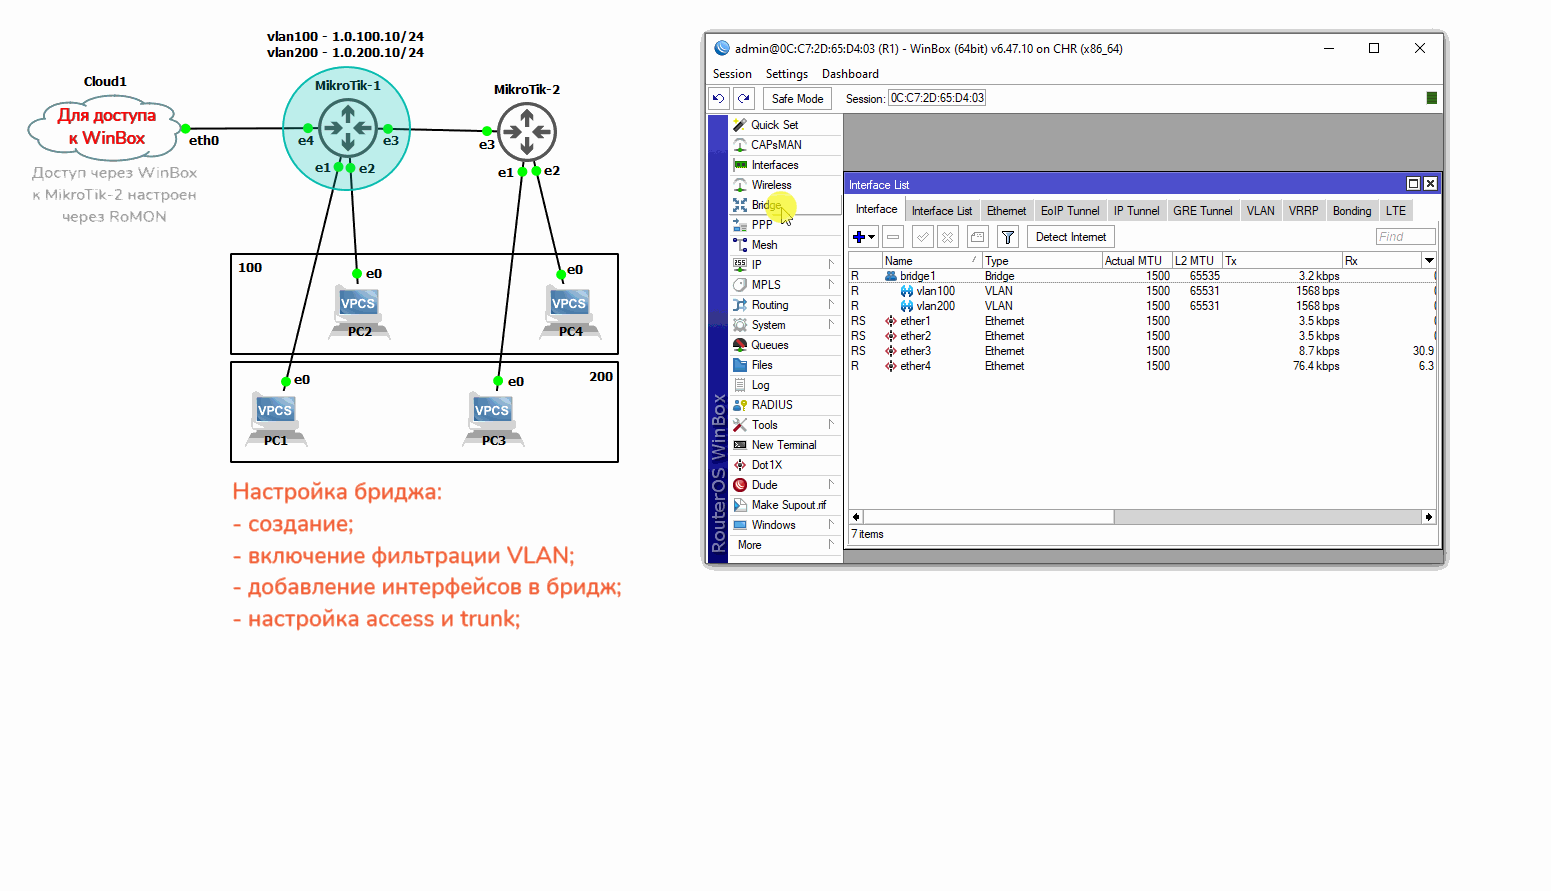 vlan100 - 1.0.100.10/24
vlan200 - 1.0.200.10/24
Cloud1
Для доступа
к WinBox
eth0
Доступ через WinBox
к MikroTik-2 настроен
через RoMON
MikroTik-1
e4
e3
e1
e2
MikroTik-2
e3
e1
e2
100
e0
VPCS
PC2
e0
VPCS
PC4
200
e0
VPCS
PC1
e0
VPCS
PC3
Настройка бриджа:
- создание;
- включение фильтрации VLAN;
- добавление интерфейсов в бридж;
- настройка access и trunk;
admin@0C:C7:2D:65:D4:03 (R1) - WinBox (64bit) v6.47.10 on CHR (x86_64)
Session Settings Dashboard
Safe Mode Session: 0C:C7:2D:65:D4:03
RouterOS WinBox
Quick Set
CAPsMAN
Interfaces
Wireless
Bridge
PPP
Mesh
IP
MPLS
Routing
System
Queues
Files
Log
RADIUS
Tools
New Terminal
Dot1X
Dude
Make Supout.rif
Windows
More
Interface List
Interface Interface List Ethernet EoIP Tunnel IP Tunnel GRE Tunnel VLAN VRRP Bonding LTE
Detect Internet Find
Name Type Actual MTU L2 MTU Tx Rx
R bridge1 Bridge 1500 65535 3.2 kbps
R vlan100 VLAN 1500 65531 1568 bps
R vlan200 VLAN 1500 65531 1568 bps
RS ether1 Ethernet 1500 3.5 kbps
RS ether2 Ethernet 1500 3.5 kbps
RS ether3 Ethernet 1500 8.7 kbps 30.9
R ether4 Ethernet 1500 76.4 kbps 6.3
7 items